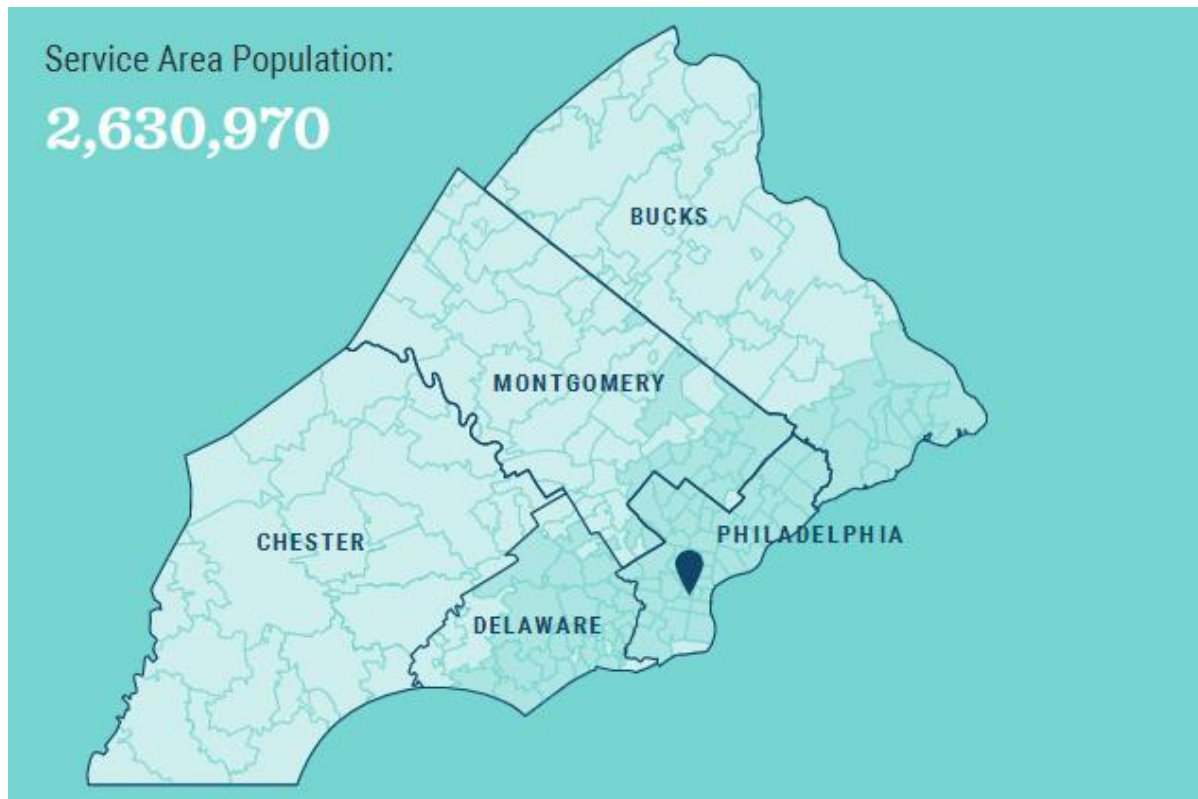 Service Area Population:
2,630,970
BUCKS
MONTGOMERY
CHESTER
PHILADELPHIA
DELAWARE